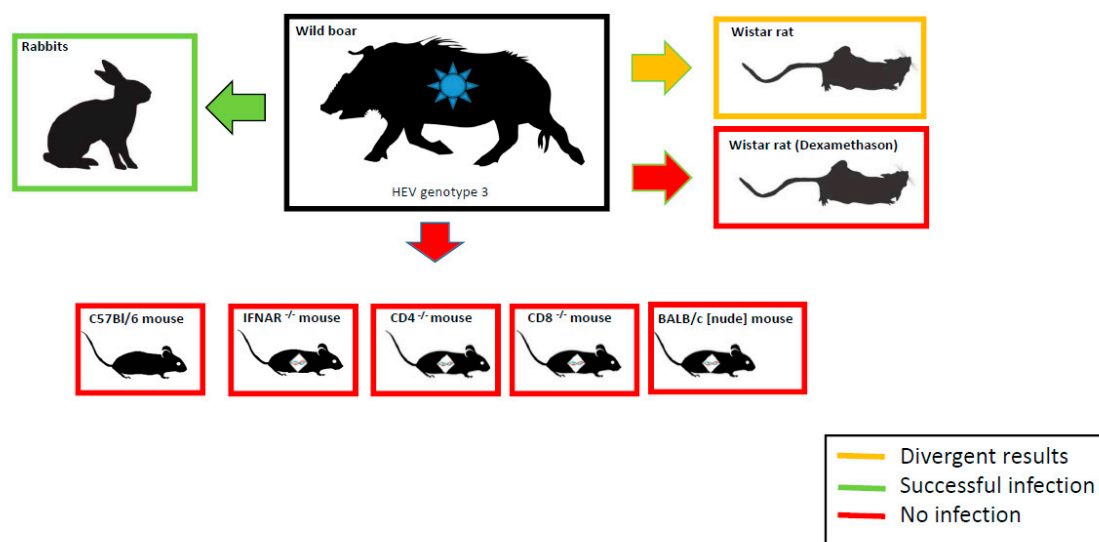 Rabbits
Wild boar
HEV genotype 3
Wistar rat
Wistar rat (Dexamethason)
C57Bl/6 mouse
IFNAR -/- mouse
CD4 -/- mouse
CD8 -/- mouse
BALB/c [nude] mouse
Divergent results
Successful infection
No infection